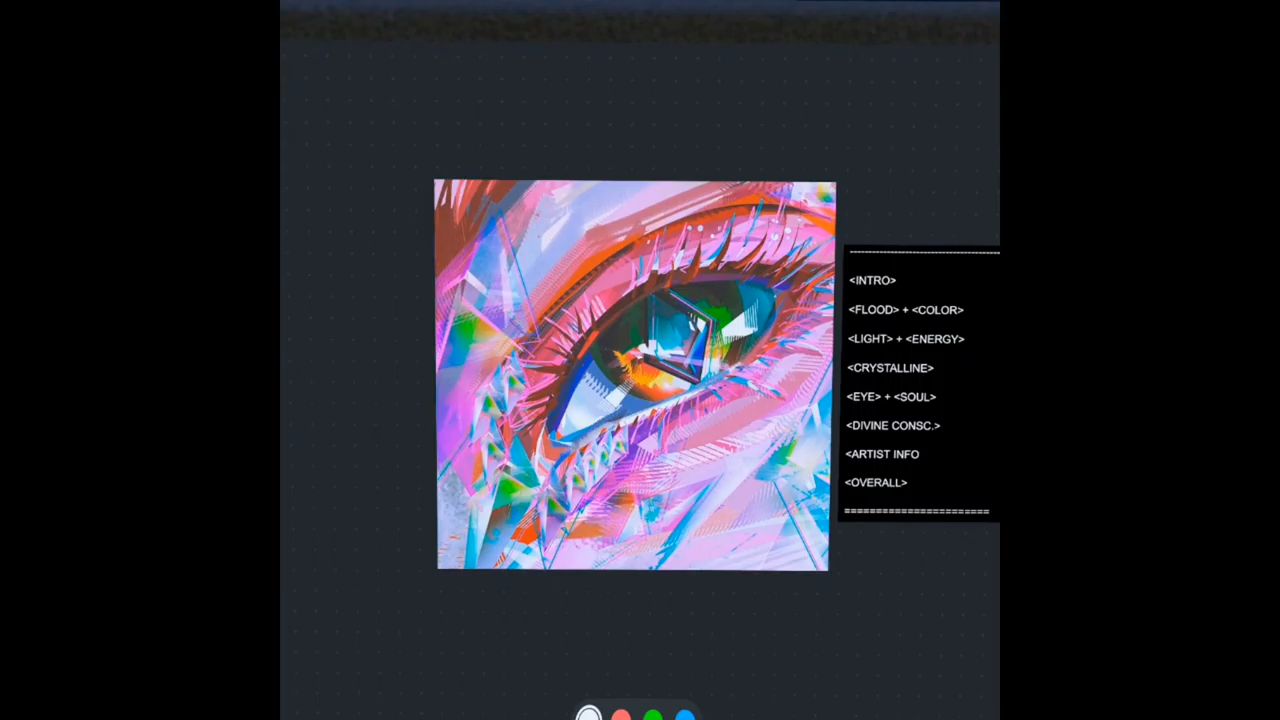 ----------------------------------------
<INTRO>
<FLOOD> + <COLOR>
<LIGHT> + <ENERGY>
<CRYSTALLINE>
<EYE> + <SOUL>
<DIVINE CONSC.>
<ARTIST INFO
<OVERALL>
=======================